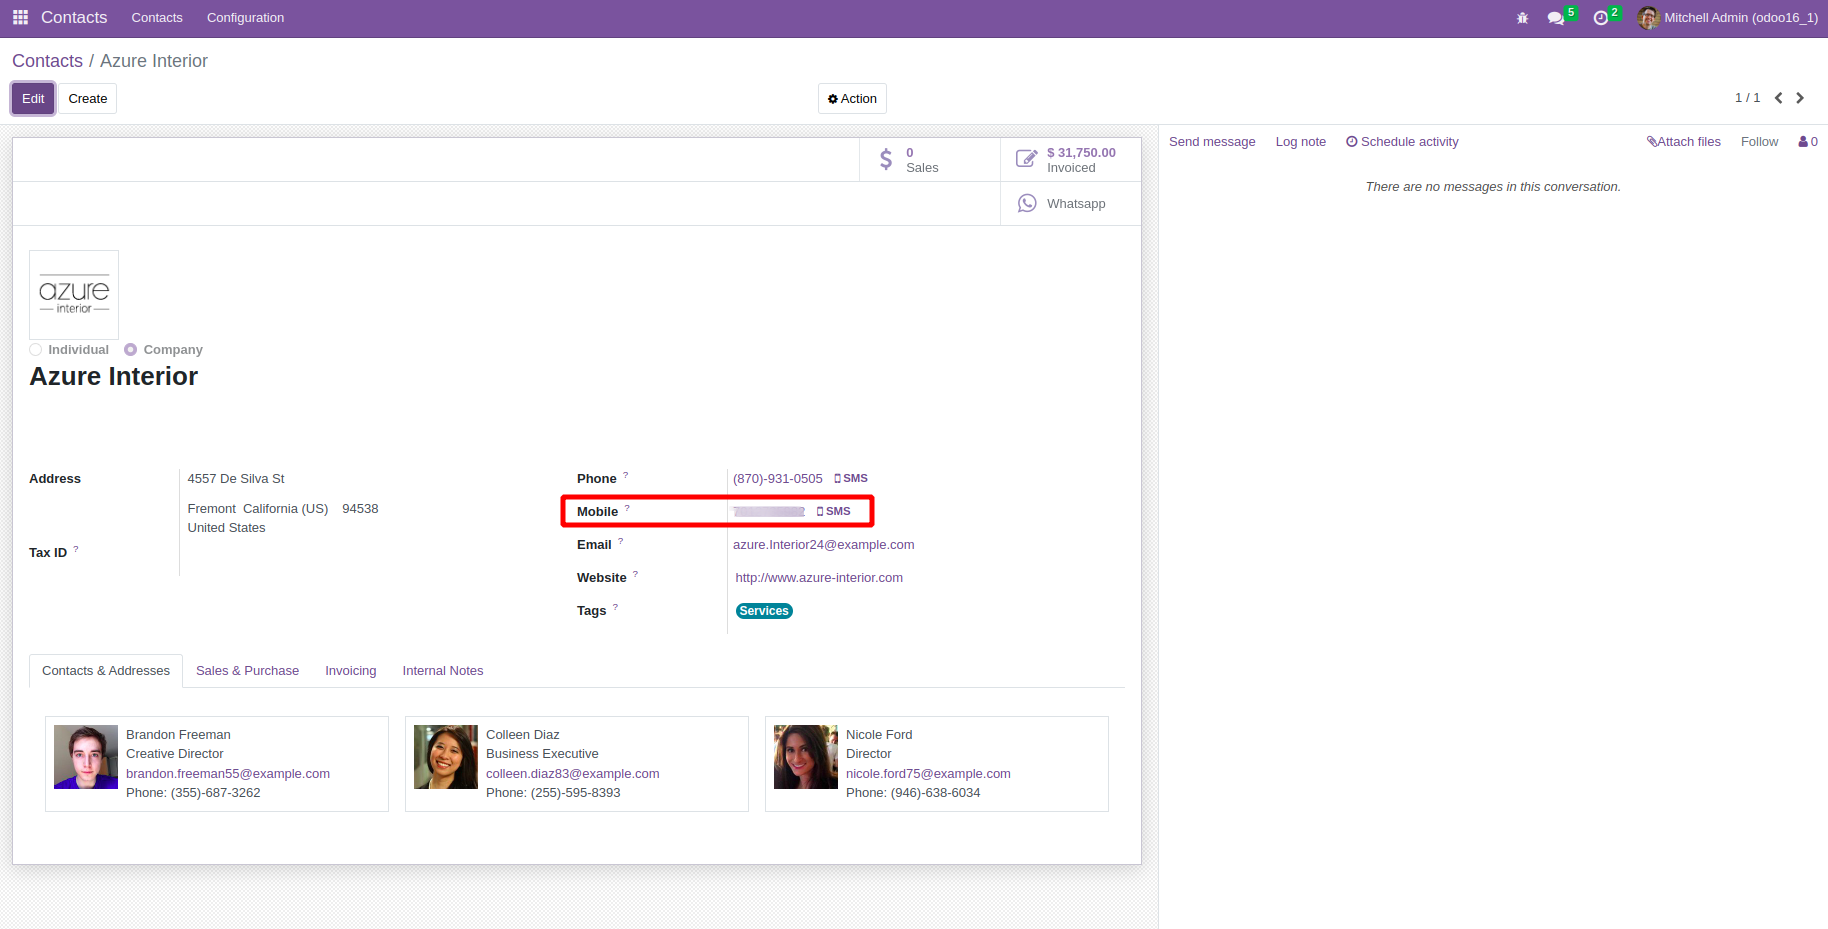 Contacts Contacts Configuration 5 2 Mitchell Admin (odoo16_1)
Contacts / Azure Interior
Edit Create Action 1 / 1
0
Sales
$ 31,750.00
Invoiced
Whatsapp
Send message Log note Schedule activity Attach files Follow 0
There are no messages in this conversation.
azure
interior
Individual Company
Azure Interior
Address 4557 De Silva St
Fremont California (US) 94538
United States
Tax ID ?
Phone ? (870)-931-0505 SMS
Mobile ? SMS
Email ? azure.Interior24@example.com
Website ? http://www.azure-interior.com
Tags ? Services
Contacts & Addresses Sales & Purchase Invoicing Internal Notes
Brandon Freeman
Creative Director
brandon.freeman55@example.com
Phone: (355)-687-3262
Colleen Diaz
Business Executive
colleen.diaz83@example.com
Phone: (255)-595-8393
Nicole Ford
Director
nicole.ford75@example.com
Phone: (946)-638-6034